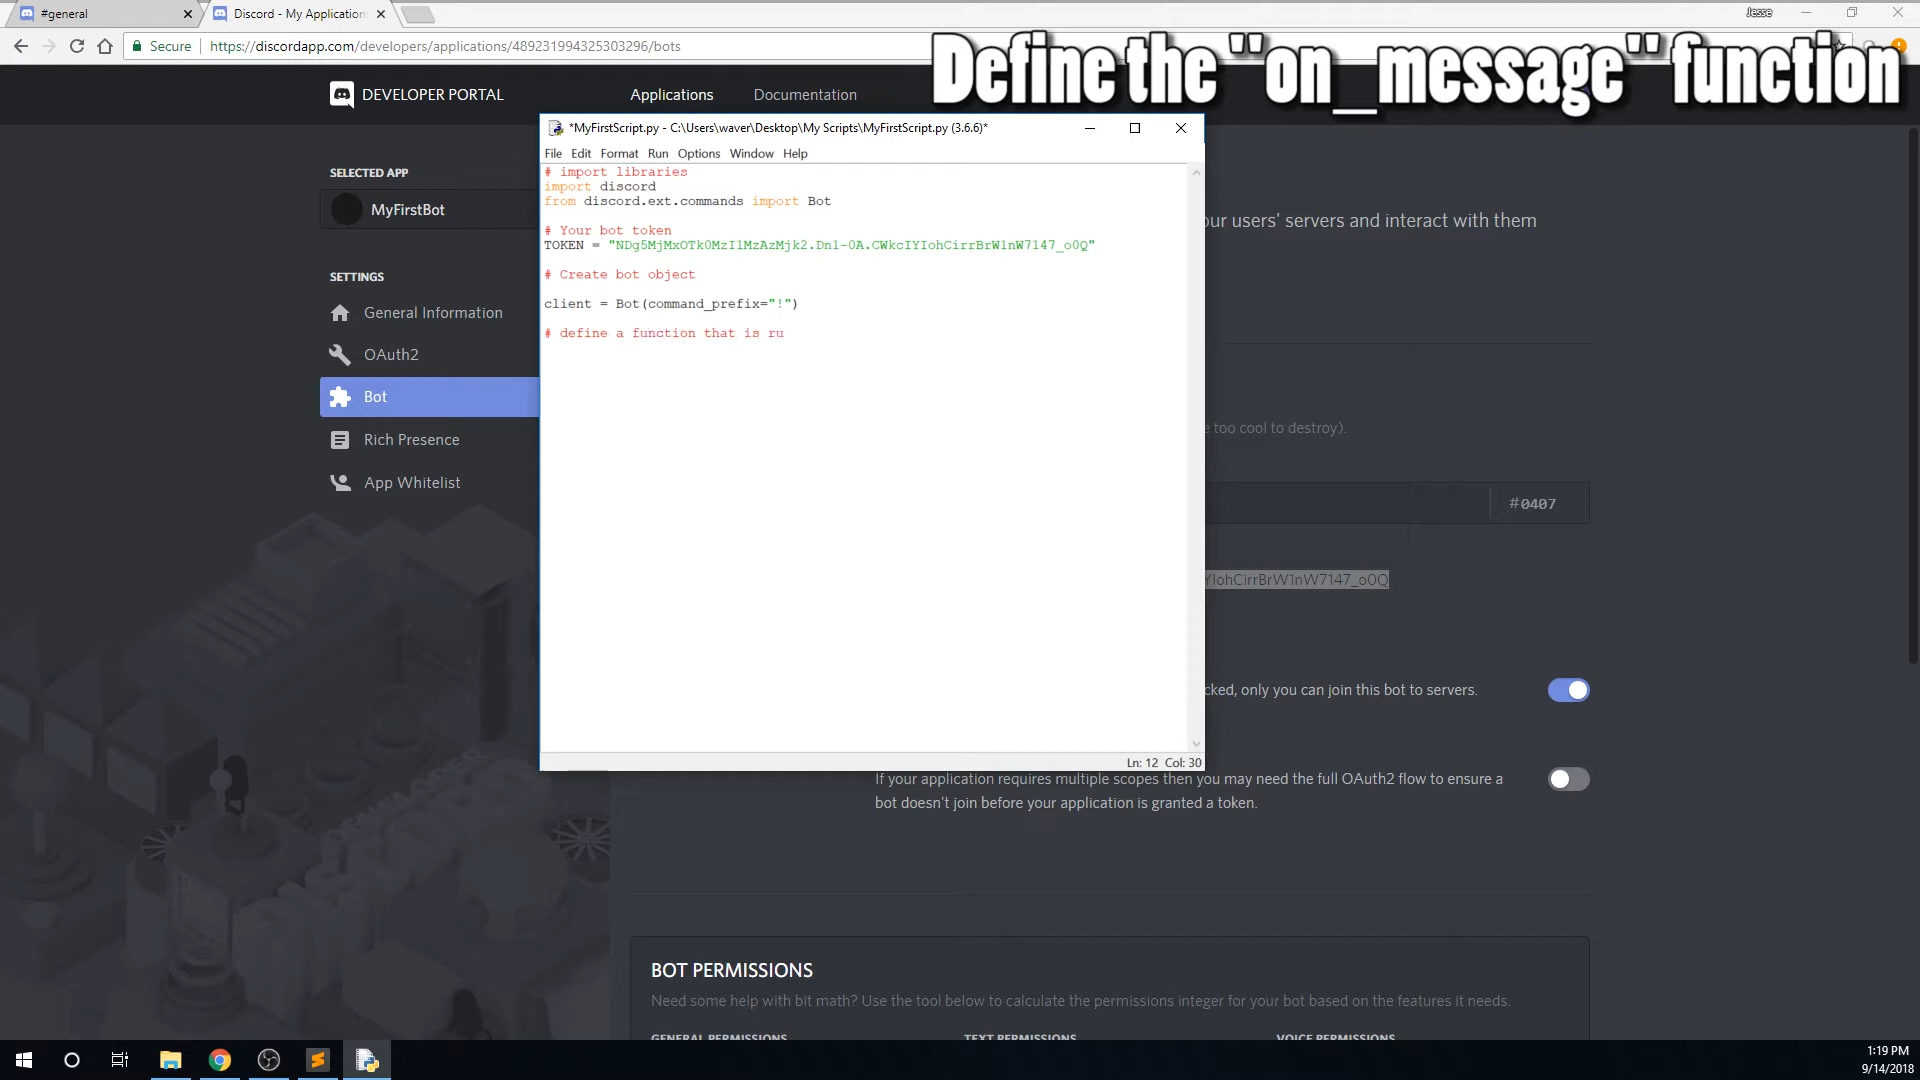 #general
Discord - My Application
Jesse
Secure
https://discordapp.com/developers/applications/489231994325303296/bots
Define the "on_message" function
DEVELOPER PORTAL
Applications
Documentation
SELECTED APP
MyFirstBot
SETTINGS
General Information
OAuth2
Bot
Rich Presence
App Whitelist
*MyFirstScript.py - C:\Users\waver\Desktop\My Scripts\MyFirstScript.py (3.6.6)*
File Edit Format Run Options Window Help
# import libraries
import discord
from discord.ext.commands import Bot
# Your bot token
TOKEN = "NDg5MjMxOTk0MzI1MzAzMjk2.Dn1-0A.CWkcIYIohCirrBrW1nW7147_o0Q"
# Create bot object
client = Bot(command_prefix="!")
# define a function that is ru
Ln: 12 Col: 30
our users' servers and interact with them
e too cool to destroy).
#0407
YIohCirrBrW1nW7147_o0Q
cked, only you can join this bot to servers.
If your application requires multiple scopes then you may need the full OAuth2 flow to ensure a
bot doesn't join before your application is granted a token.
BOT PERMISSIONS
Need some help with bit math? Use the tool below to calculate the permissions integer for your bot based on the features it needs.
GENERAL PERMISSIONS
TEXT PERMISSIONS
VOICE PERMISSIONS
1:19 PM
9/14/2018